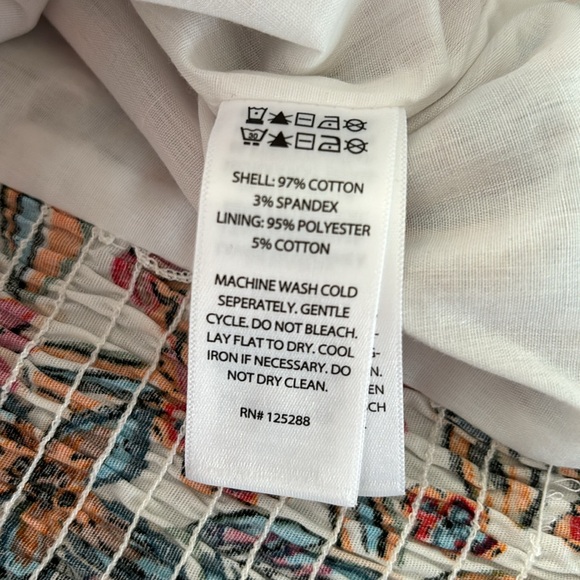 30
SHELL: 97% COTTON
3% SPANDEX
LINING: 95% POLYESTER
5% COTTON
MACHINE WASH COLD
SEPERATELY. GENTLE
CYCLE. DO NOT BLEACH.
LAY FLAT TO DRY. COOL
IRON IF NECESSARY. DO
NOT DRY CLEAN.
RN# 125288